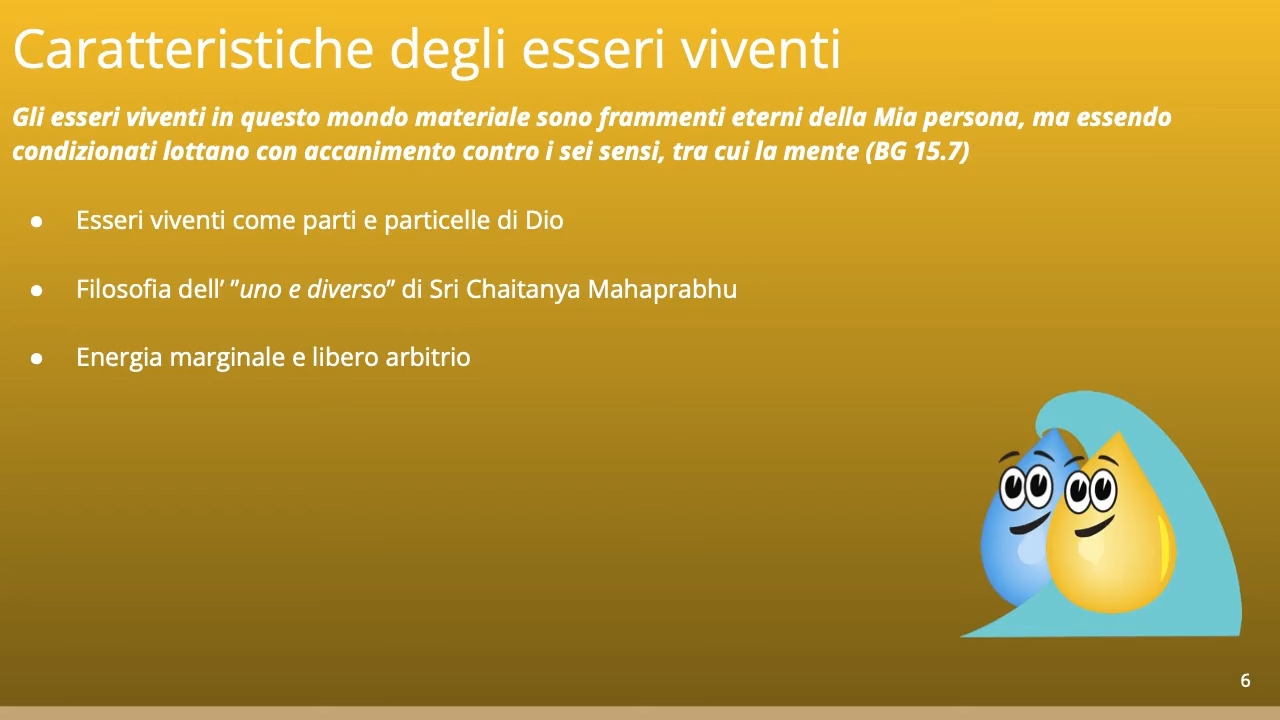 Caratteristiche degli esseri viventi
Gli esseri viventi in questo mondo materiale sono frammenti eterni della Mia persona, ma essendo
condizionati lottano con accanimento contro i sei sensi, tra cui la mente (BG 15.7)
● Esseri viventi come parti e particelle di Dio
● Filosofia dell’ ”uno e diverso” di Sri Chaitanya Mahaprabhu
● Energia marginale e libero arbitrio
6